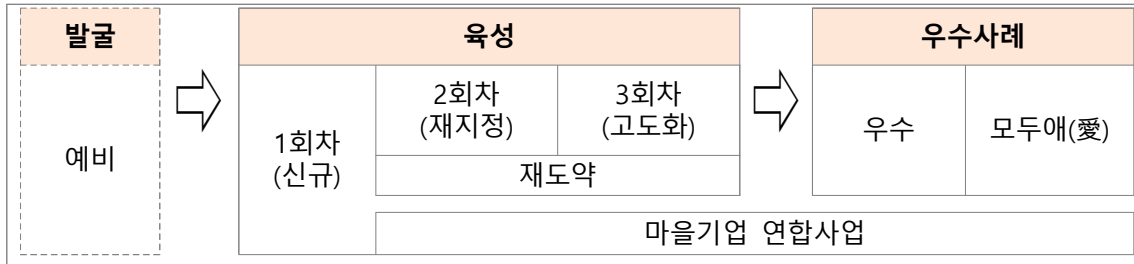 발굴
예비
육성
1회차
(신규)
2회차
(재지정)
3회차
(고도화)
재도약
우수사례
우수
모두애(愛)
마을기업 연합사업